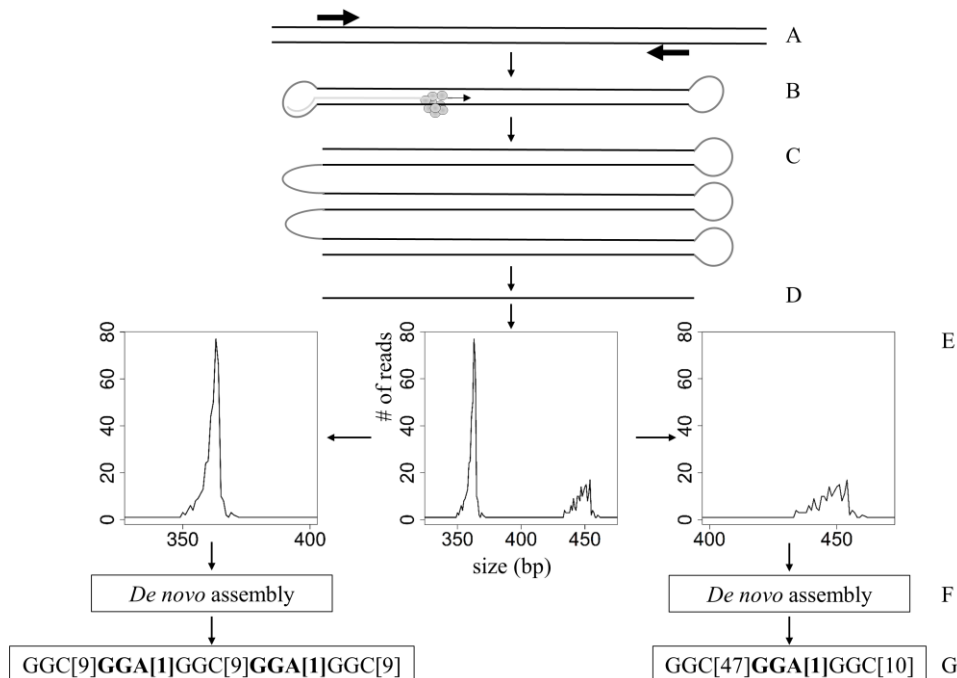 A
B
C
D
E
80
60
40
20
0
350
400
# of reads
80
60
40
20
0
350
400
450
size (bp)
80
60
40
20
0
400
450
De novo assembly
De novo assembly
F
GGC[9]GGA[1]GGC[9]GGA[1]GGC[9]
GGC[47]GGA[1]GGC[10]
G